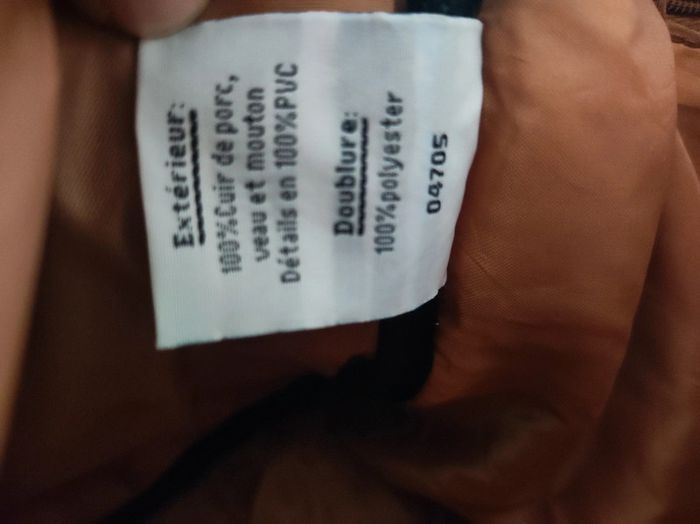 Extérieur:
100%Cuir de porc,
veau et mouton
Détails en 100%PVC
Doublure:
100%polyester
04705